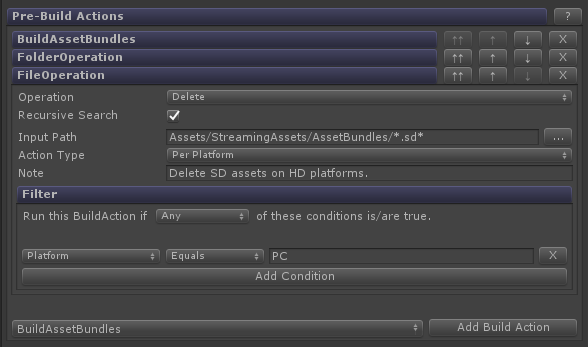 Pre-Build Actions ?
BuildAssetBundles ↑↑ ↑ ↓ X
FolderOperation ↑↑ ↑ ↓ X
FileOperation ↑↑ ↑ ↓ X
Operation Delete
Recursive Search
Input Path Assets/StreamingAssets/AssetBundles/*.sd* ...
Action Type Per Platform
Note Delete SD assets on HD platforms.
Filter
Run this BuildAction if Any of these conditions is/are true.
Platform Equals PC X
Add Condition
BuildAssetBundles Add Build Action